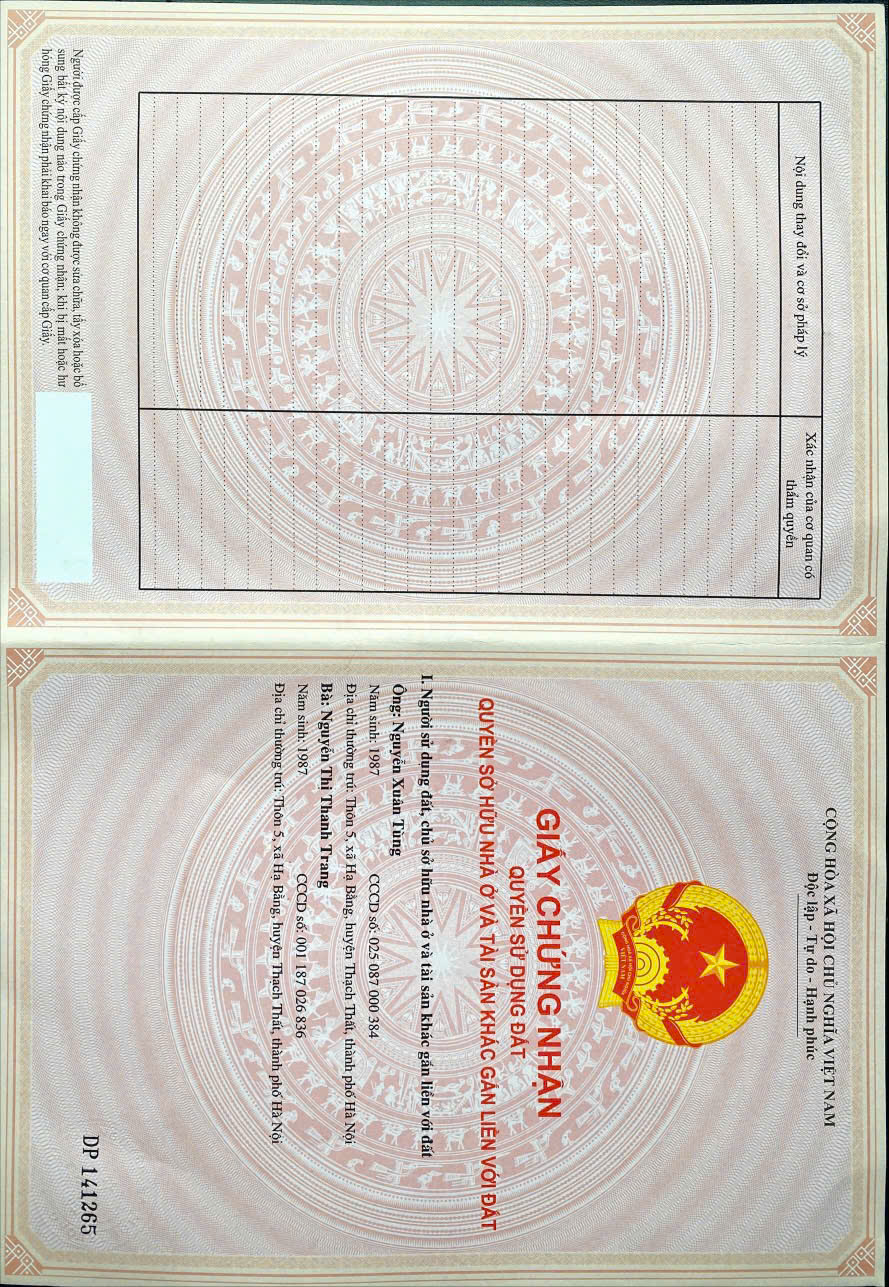 Nội dung thay đổi và cơ sở pháp lý
Xác nhận của cơ quan có
thẩm quyền
Người được cấp Giấy chứng nhận không được sửa chữa, tẩy xóa hoặc bổ
sung bất kỳ nội dung nào trong Giấy chứng nhận; khi bị mất hoặc hư
hỏng Giấy chứng nhận phải khai báo ngay với cơ quan cấp Giấy.
CỘNG HÒA XÃ HỘI CHỦ NGHĨA VIỆT NAM
Độc lập - Tự do - Hạnh phúc
VIỆT NAM
GIẤY CHỨNG NHẬN
QUYỀN SỬ DỤNG ĐẤT
QUYỀN SỞ HỮU NHÀ Ở VÀ TÀI SẢN KHÁC GẮN LIỀN VỚI ĐẤT
I. Người sử dụng đất, chủ sở hữu nhà ở và tài sản khác gắn liền với đất
Ông: Nguyễn Xuân Tùng
Năm sinh: 1987 CCCD số: 025 087 000 384
Địa chỉ thường trú: Thôn 5, xã Hạ Bằng, huyện Thạch Thất, thành phố Hà Nội
Bà: Nguyễn Thị Thanh Trang
Năm sinh: 1987 CCCD số: 001 187 026 836
Địa chỉ thường trú: Thôn 5, xã Hạ Bằng, huyện Thạch Thất, thành phố Hà Nội
DP 141265